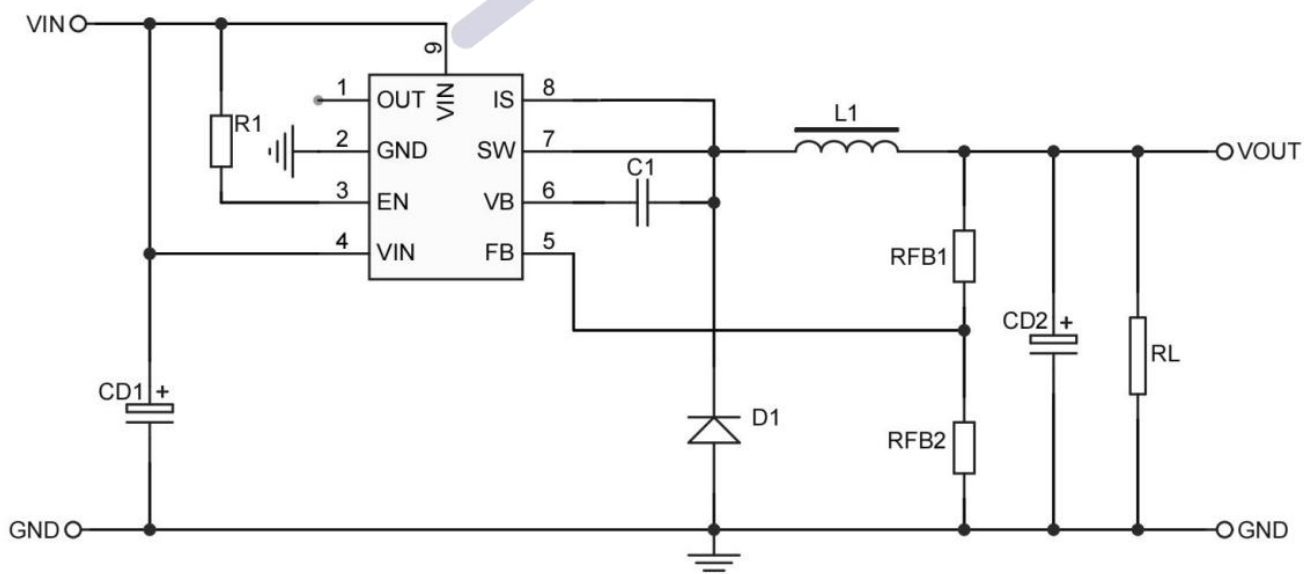 VIN
9
1
OUT
VIN
IS
8
R1
2
GND
SW
7
L1
VOUT
C1
3
EN
VB
6
4
VIN
FB
5
RFB1
CD2 +
RL
CD1 +
D1
RFB2
GND
GND